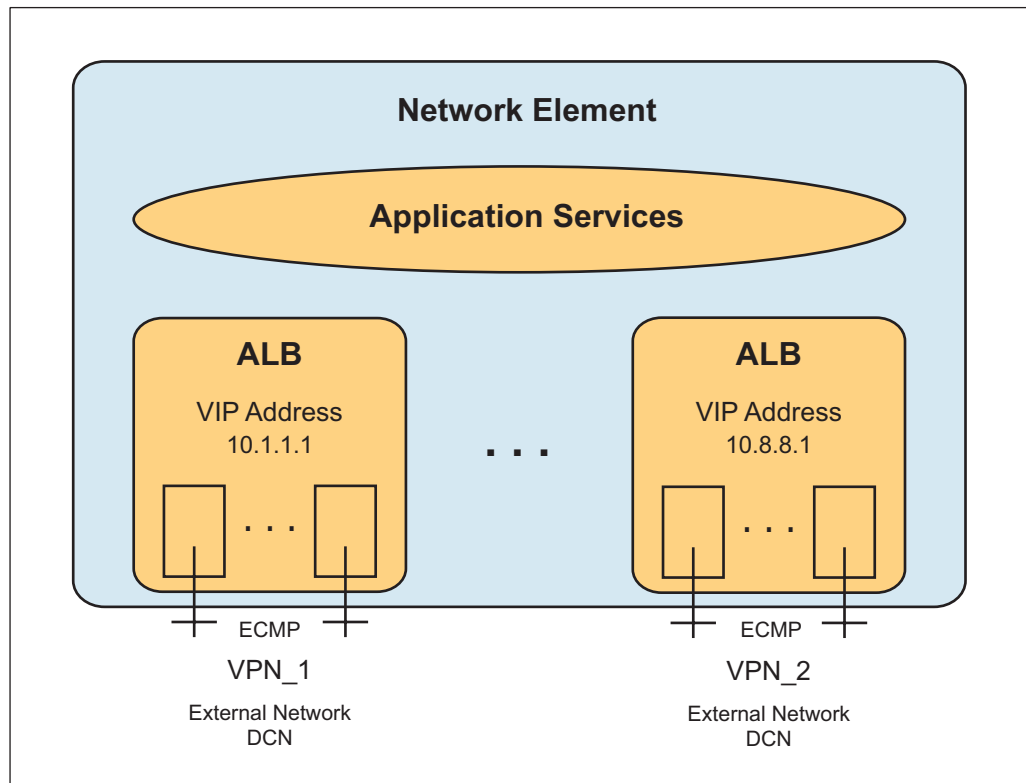 Network Element
Application Services
ALB
VIP Address
10.1.1.1
. . .
ECMP
VPN_1
External Network
DCN
. . .
ALB
VIP Address
10.8.8.1
. . .
ECMP
VPN_2
External Network
DCN